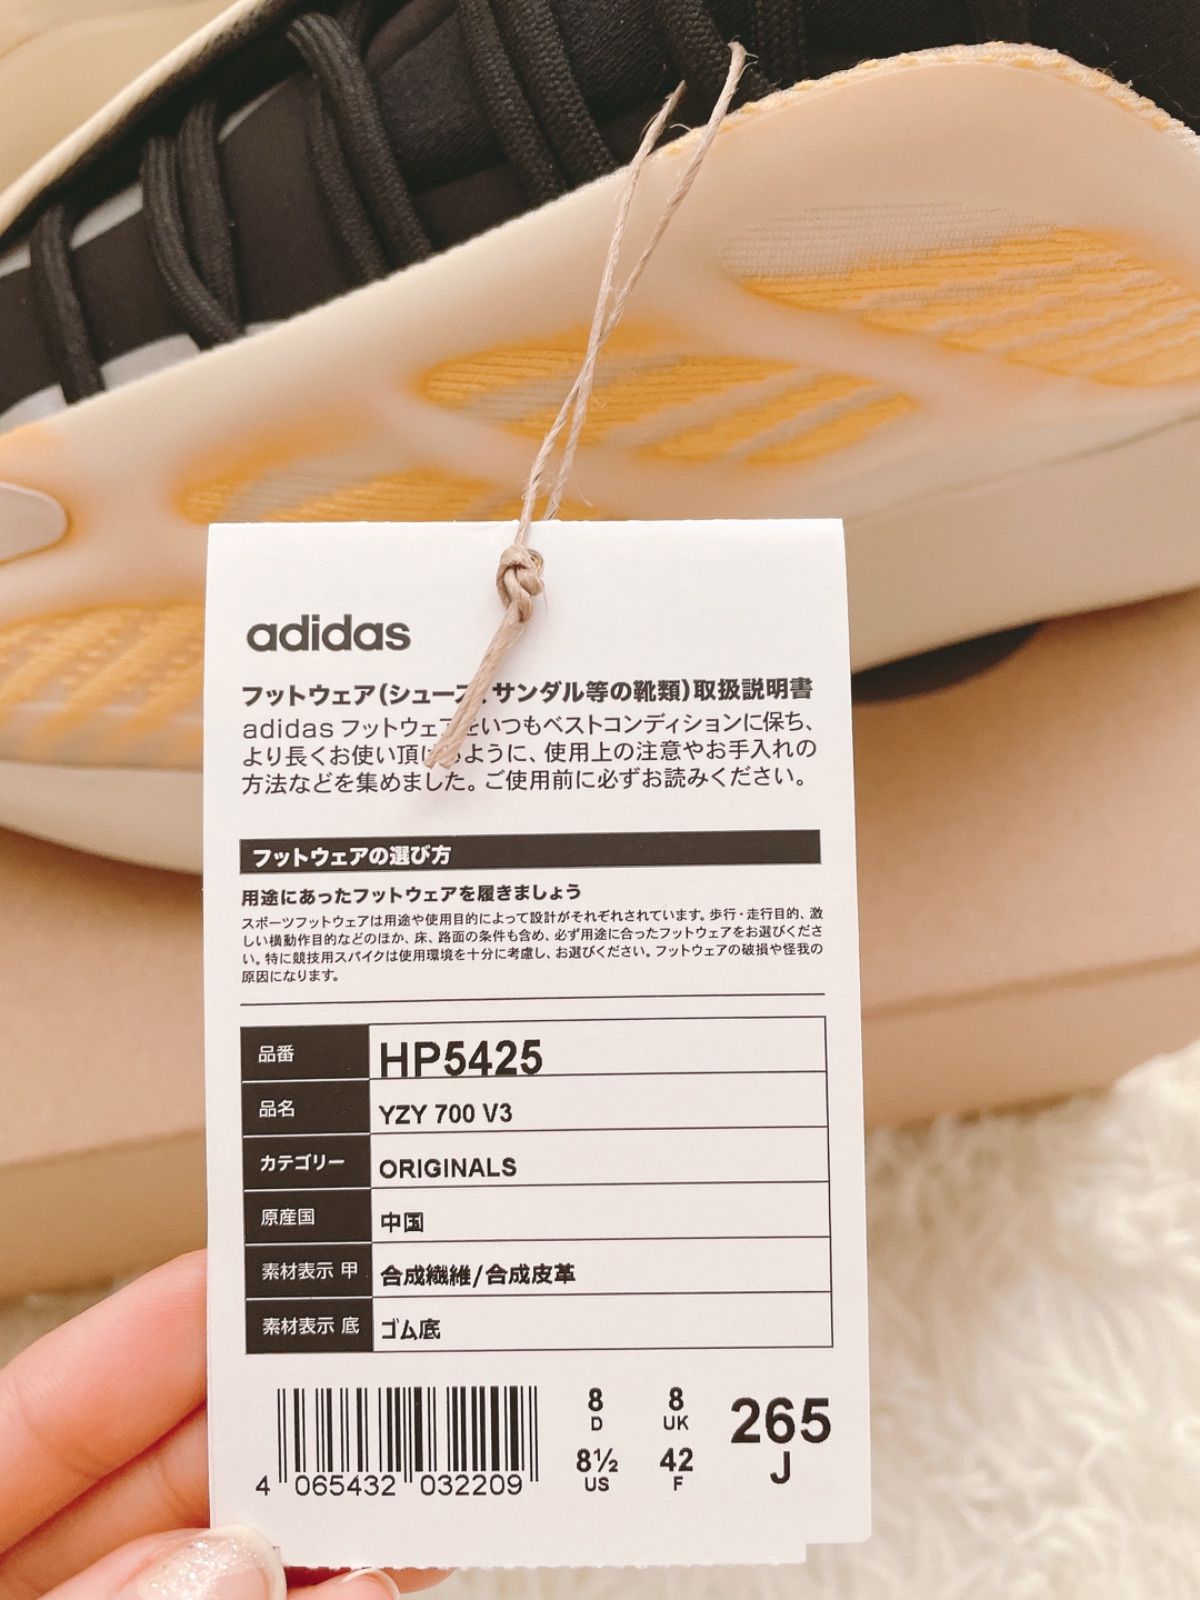 adidas
フットウェア(シューズ、サンダル等の靴類)取扱説明書
adidas フットウェアをいつもベストコンディションに保ち、
より長くお使い頂けるように、使用上の注意やお手入れの
方法などを集めました。ご使用前に必ずお読みください。
フットウェアの選び方
用途にあったフットウェアを履きましょう
スポーツフットウェアは用途や使用目的によって設計がそれぞれされています。歩行・走行目的、激
しい横動作目的などのほか、床、路面の条件も含め、必ず用途に合ったフットウェアをお選びくださ
い。特に競技用スパイクは使用環境を十分に考慮し、お選びください。フットウェアの破損や怪我の
原因になります。
品番 HP5425
品名 YZY 700 V3
カテゴリー ORIGINALS
原産国 中国
素材表示 甲 合成繊維/合成皮革
素材表示 底 ゴム底
8 D 8 UK 265 J
8½ US 42 F
4 065432 032209